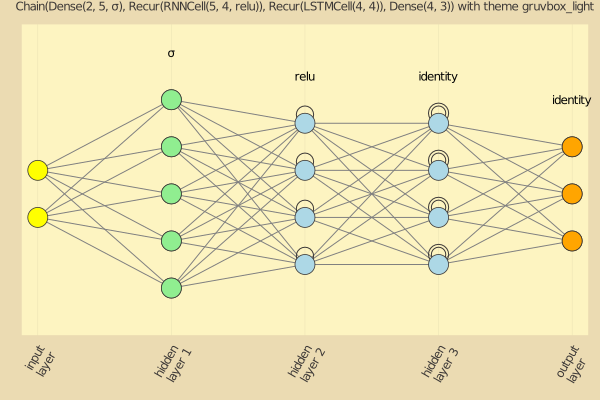 Chain(Dense(2, 5, σ), Recur(RNNCell(5, 4, relu)), Recur(LSTMCell(4, 4)), Dense(4, 3)) with theme gruvbox_light
σ
relu
identity
identity
input
layer
hidden
layer 1
hidden
layer 2
hidden
layer 3
output
layer